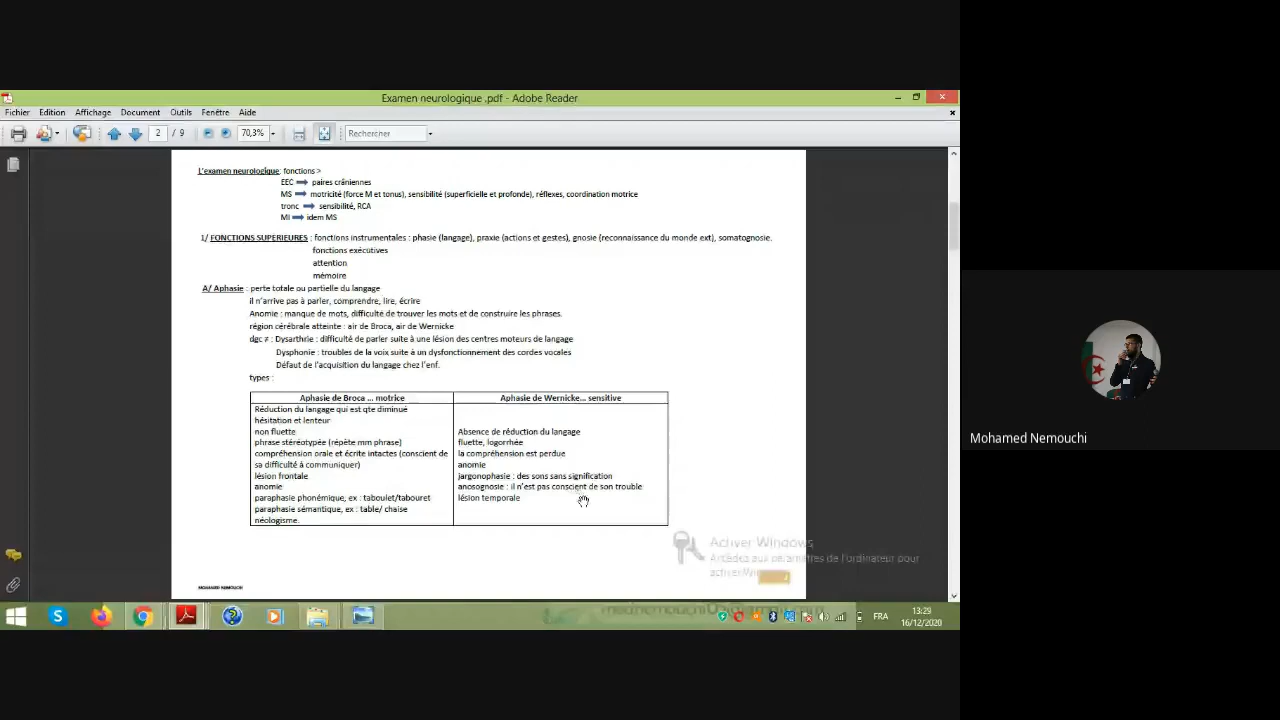 Examen neurologique .pdf - Adobe Reader
Fichier Edition Affichage Document Outils Fenêtre Aide
2 / 9 70,3% Rechercher
L'examen neurologique: fonctions >
EEC paires crâniennes
MS motricité (force M et tonus), sensibilité (superficielle et profonde), réflexes, coordination motrice
tronc sensibilité, RCA
MI idem MS
1/ FONCTIONS SUPERIEURES : fonctions instrumentales : phasie (langage), praxie (actions et gestes), gnosie (reconnaissance du monde ext), somatognosie.
fonctions exécutives
attention
mémoire
A/ Aphasie : perte totale ou partielle du langage
il n'arrive pas à parler, comprendre, lire, écrire
Anomie : manque de mots, difficulté de trouver les mots et de construire les phrases.
région cérébrale atteinte : air de Broca, air de Wernicke
dgc ≠ : Dysarthrie : difficulté de parler suite à une lésion des centres moteurs de langage
Dysphonie : troubles de la voix suite à un dysfonctionnement des cordes vocales
Défaut de l'acquisition du langage chez l'enf.
types :
Aphasie de Broca ... motrice
Réduction du langage qui est qte diminué
hésitation et lenteur
non fluette
phrase stéréotypée (répète mm phrase)
comprehension orale et écrite intactes (conscient de
sa difficulté à communiquer)
lésion frontale
anomie
paraphasie phonémique, ex : taboulet/tabouret
paraphasie sémantique, ex : table/ chaise
néologisme.
Aphasie de Wernicke... sensitive
Absence de réduction du langage
fluette, logorrhée
la compréhension est perdue
anomie
jargonophasie : des sons sans signification
anosognosie : il n'est pas conscient de son trouble
lésion temporale
MOHAMED NEMOUCHI
Activer Windows
Accédez aux paramètres de l'ordinateur pour
activer
FRA
13:29
16/12/2020
Mohamed Nemouchi